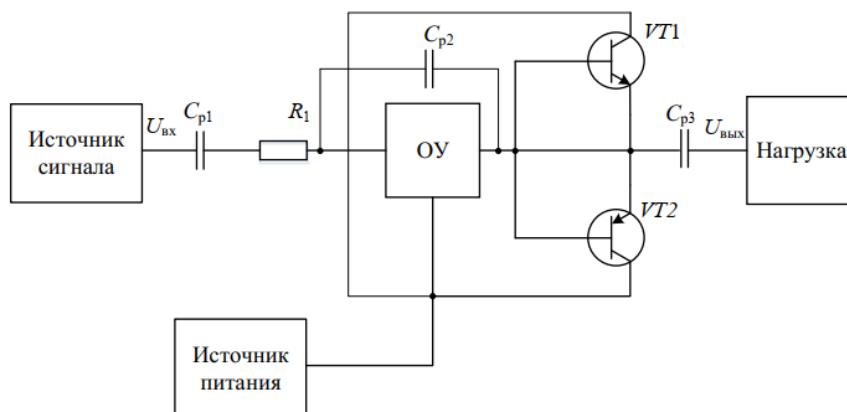 VT1
Cр2
Источник
сигнала
Uвх
Cр1
R1
ОУ
Cр3
Uвых
Нагрузка
VT2
Источник
питания